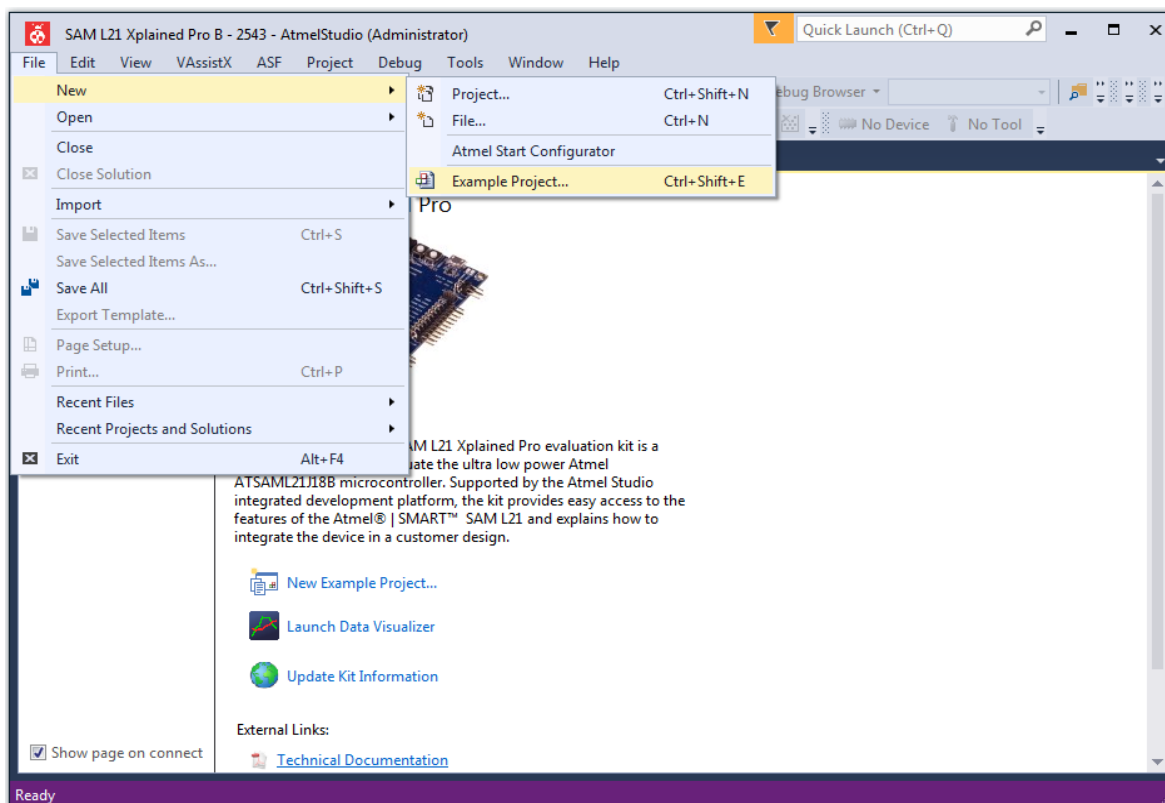 SAM L21 Xplained Pro B - 2543 - AtmelStudio (Administrator)
Quick Launch (Ctrl+Q)
File Edit View VAssistX ASF Project Debug Tools Window Help
New
Project... Ctrl+Shift+N
ebug Browser
Open
File... Ctrl+N
No Device No Tool
Close
Atmel Start Configurator
Close Solution
Example Project... Ctrl+Shift+E
Import
Pro
Save Selected Items Ctrl+S
Save Selected Items As...
Save All Ctrl+Shift+S
Export Template...
Page Setup...
Print... Ctrl+P
Recent Files
Recent Projects and Solutions
Exit Alt+F4
M L21 Xplained Pro evaluation kit is a
uate the ultra low power Atmel
ATSAML21J18B microcontroller. Supported by the Atmel Studio
integrated development platform, the kit provides easy access to the
features of the Atmel® | SMART™ SAM L21 and explains how to
integrate the device in a customer design.
New Example Project...
Launch Data Visualizer
Update Kit Information
External Links:
Show page on connect
Technical Documentation
Ready